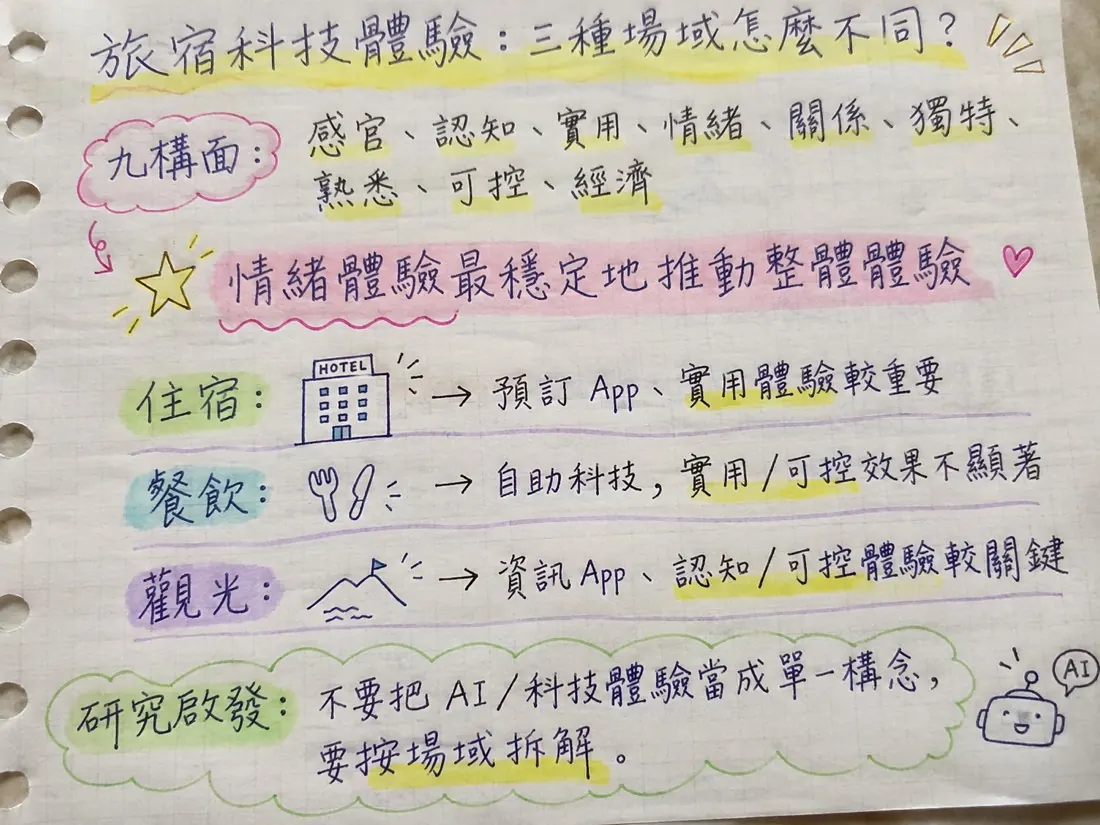 旅宿科技體驗：三種場域怎麼不同？
九構面：感官、認知、實用、情緒、關係、獨特、
熟悉、可控、經濟
情緒體驗最穩定地推動整體體驗
住宿：HOTEL → 預訂 App、實用體驗較重要
餐飲：→ 自助科技，實用/可控效果不顯著
觀光：→ 資訊 App、認知/可控體驗較關鍵
研究啟發：不要把 AI/科技體驗當成單一構念，
要按場域拆解。
AI